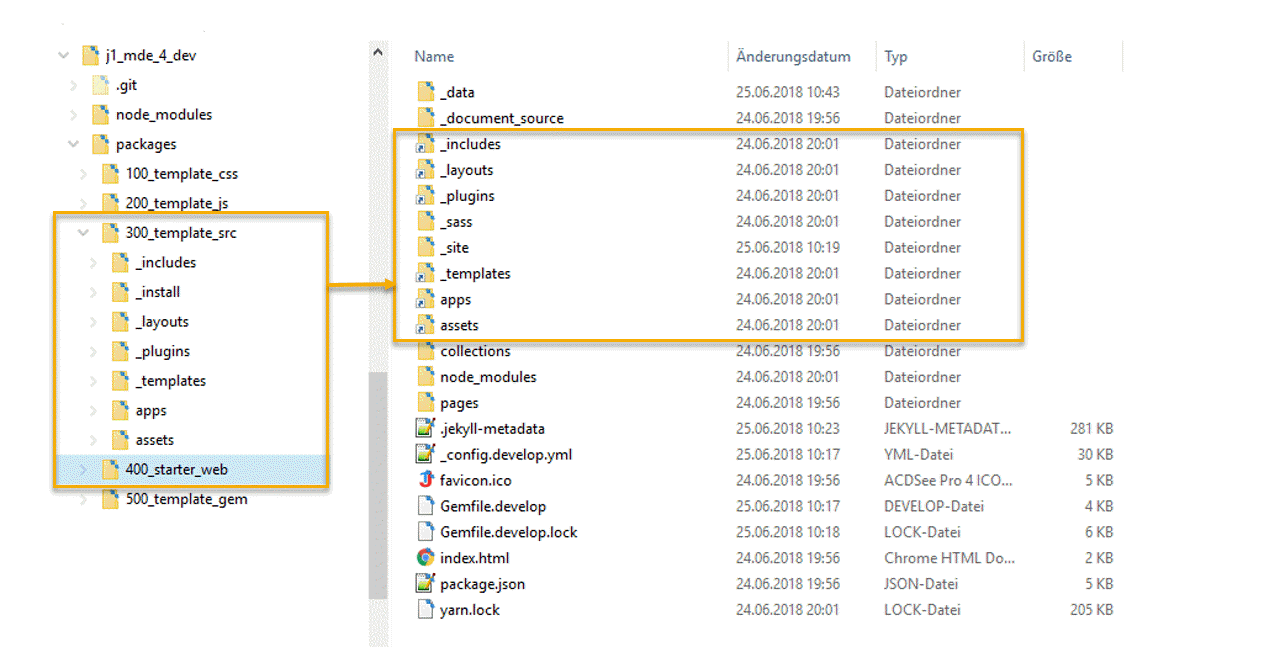 j1_mde_4_dev
.git
node_modules
packages
100_template_css
200_template_js
300_template_src
_includes
_install
_layouts
_plugins
_templates
apps
assets
400_starter_web
500_template_gem
Name Änderungsdatum Typ Größe
_data 25.06.2018 10:43 Dateiordner
_document_source 24.06.2018 19:56 Dateiordner
_includes 24.06.2018 20:01 Dateiordner
_layouts 24.06.2018 20:01 Dateiordner
_plugins 24.06.2018 20:01 Dateiordner
_sass 24.06.2018 20:01 Dateiordner
_site 25.06.2018 10:19 Dateiordner
_templates 24.06.2018 20:01 Dateiordner
apps 24.06.2018 20:01 Dateiordner
assets 24.06.2018 20:01 Dateiordner
collections 24.06.2018 19:56 Dateiordner
node_modules 24.06.2018 20:01 Dateiordner
pages 24.06.2018 19:56 Dateiordner
.jekyll-metadata 25.06.2018 10:23 JEKYLL-METADAT... 281 KB
_config.develop.yml 25.06.2018 10:17 YML-Datei 30 KB
favicon.ico 24.06.2018 19:56 ACDSee Pro 4 ICO... 5 KB
Gemfile.develop 25.06.2018 10:17 DEVELOP-Datei 4 KB
Gemfile.develop.lock 25.06.2018 10:18 LOCK-Datei 6 KB
index.html 24.06.2018 19:56 Chrome HTML Do... 2 KB
package.json 24.06.2018 19:56 JSON-Datei 5 KB
yarn.lock 24.06.2018 20:01 LOCK-Datei 205 KB